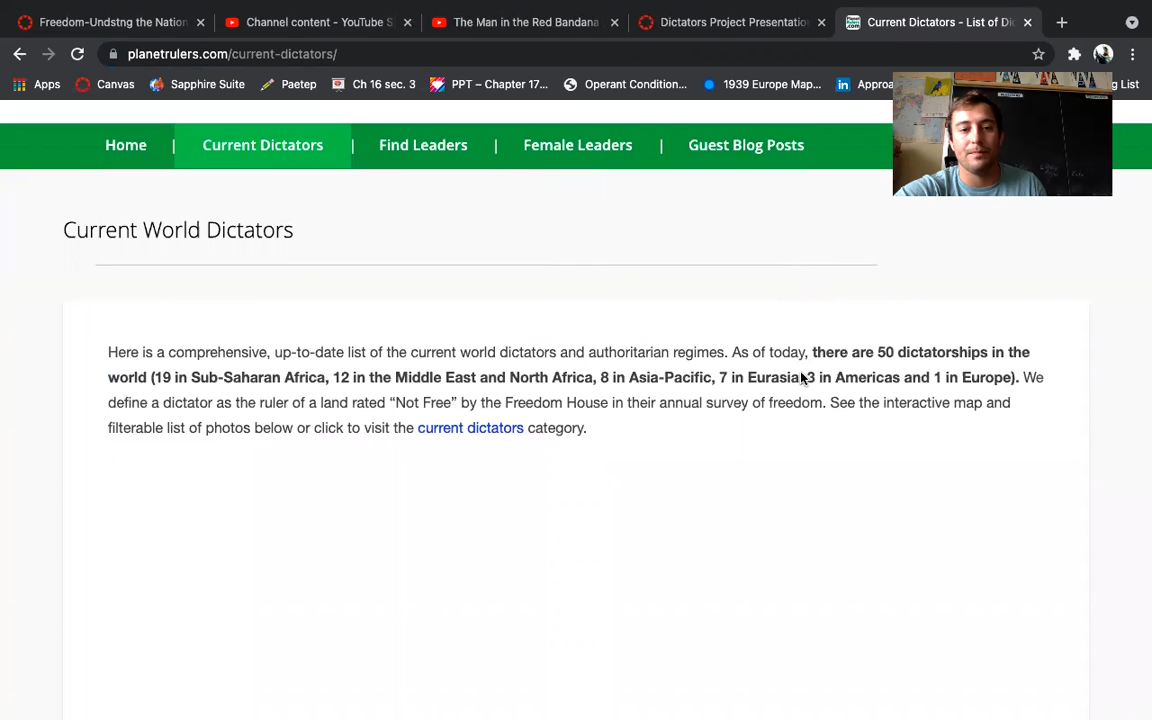 Freedom-Undstng the Nation
Channel content - YouTube S
The Man in the Red Bandana
Dictators Project Presentation
Current Dictators - List of Di
planetrulers.com/current-dictators/
Apps
Canvas
Sapphire Suite
Paetep
Ch 16 sec. 3
PPT – Chapter 17...
Operant Condition...
1939 Europe Map...
Approa
g List
Home | Current Dictators | Find Leaders | Female Leaders | Guest Blog Posts
Current World Dictators
Here is a comprehensive, up-to-date list of the current world dictators and authoritarian regimes. As of today, there are 50 dictatorships in the
world (19 in Sub-Saharan Africa, 12 in the Middle East and North Africa, 8 in Asia-Pacific, 7 in Eurasia, 3 in Americas and 1 in Europe). We
define a dictator as the ruler of a land rated “Not Free” by the Freedom House in their annual survey of freedom. See the interactive map and
filterable list of photos below or click to visit the current dictators category.